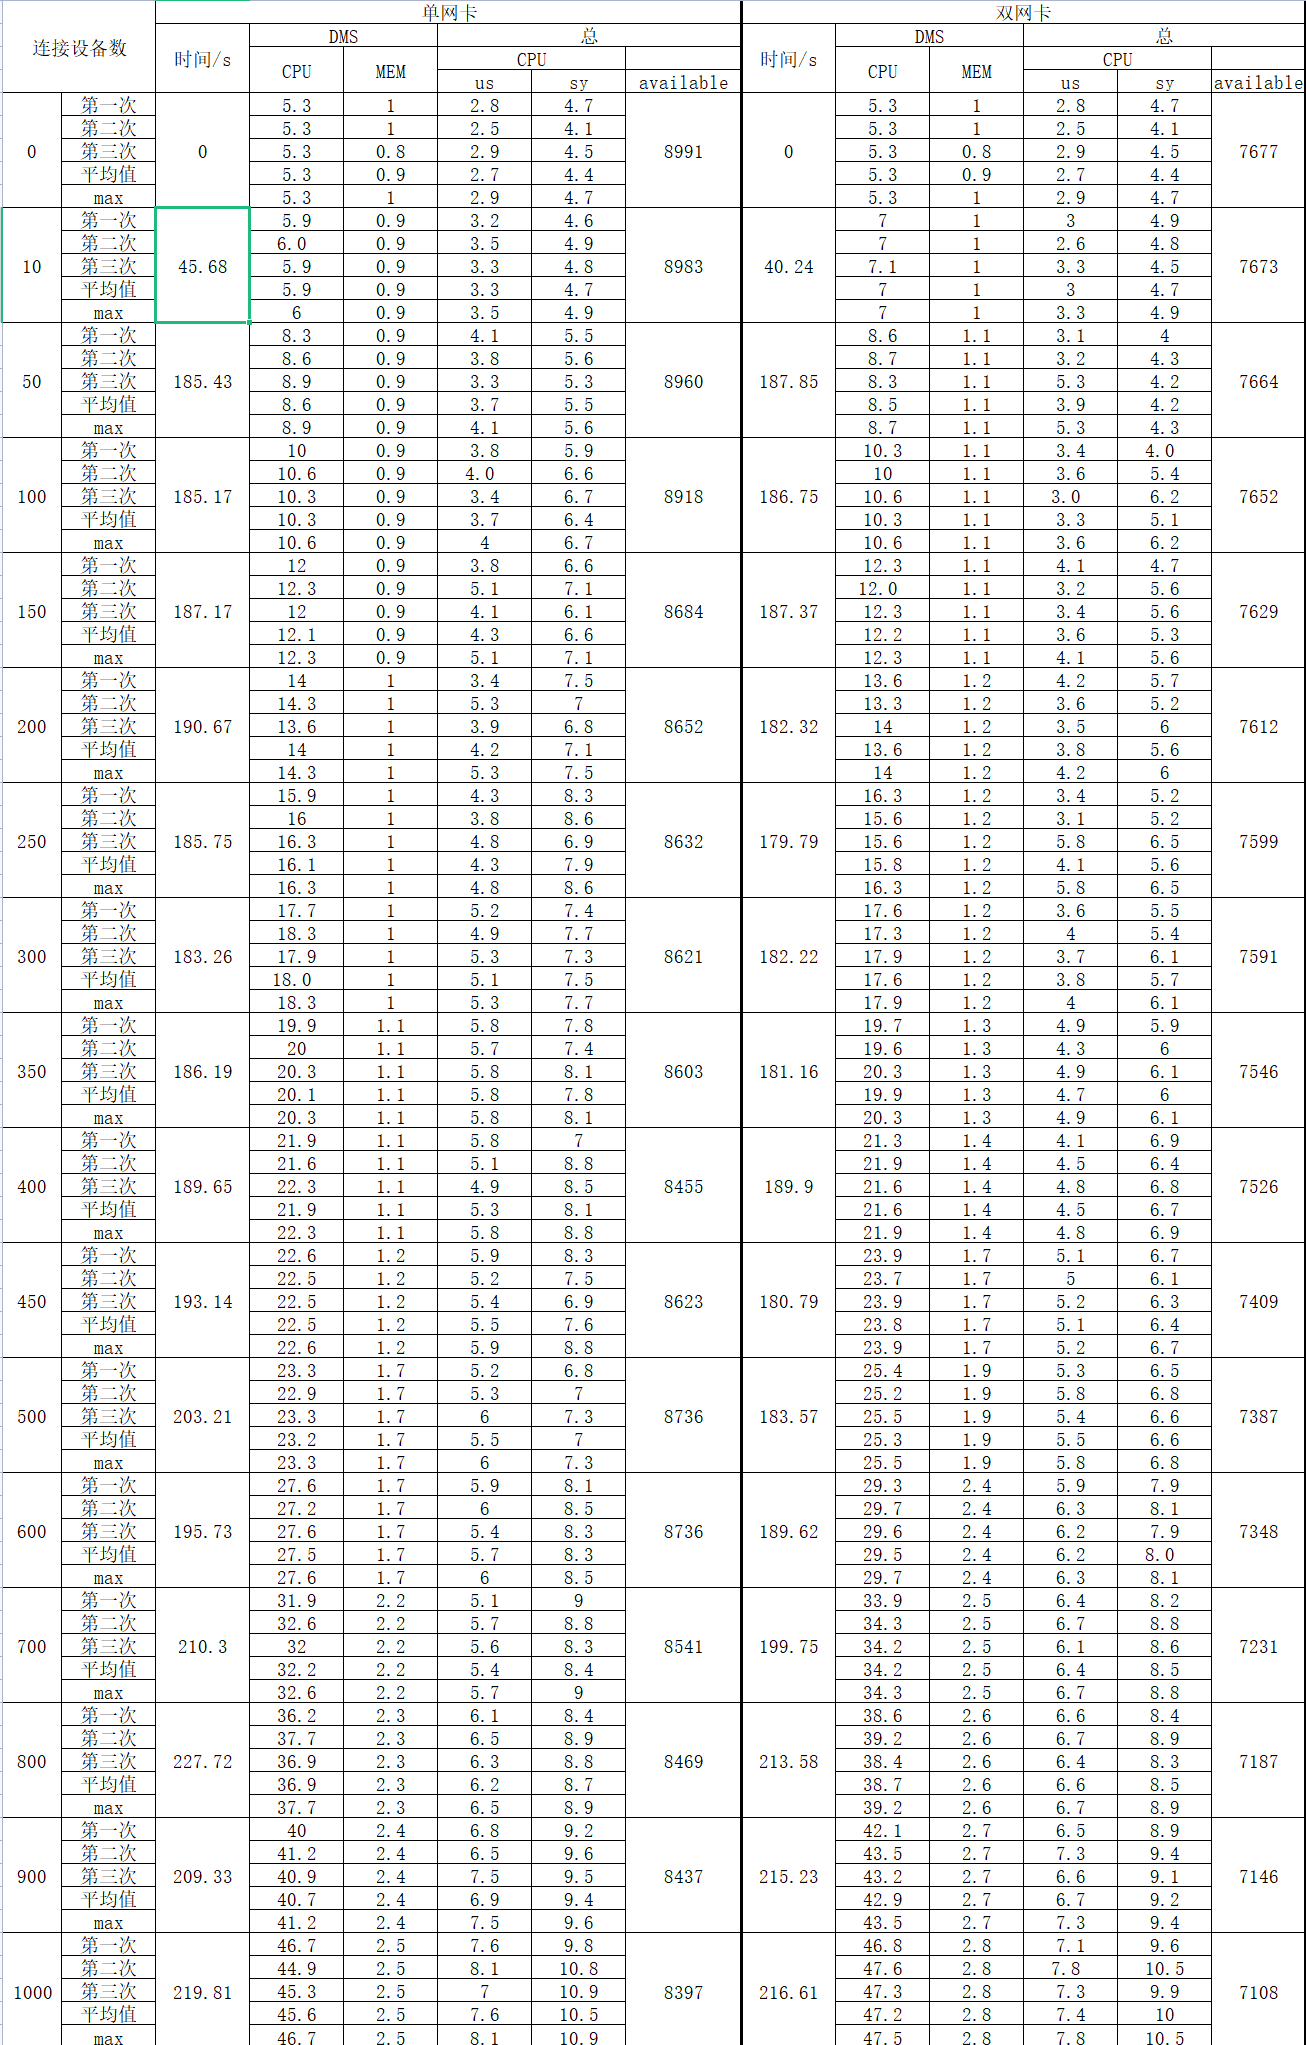 单网卡 双网卡
连接设备数 时间/s DMS 总 时间/s DMS 总
CPU MEM CPU CPU MEM CPU
us sy available us sy available
第一次 5.3 1 2.8 4.7 5.3 1 2.8 4.7
第二次 5.3 1 2.5 4.1 5.3 1 2.5 4.1
0 第三次 0 5.3 0.8 2.9 4.5 8991 0 5.3 0.8 2.9 4.5 7677
平均值 5.3 0.9 2.7 4.4 5.3 0.9 2.7 4.4
max 5.3 1 2.9 4.7 5.3 1 2.9 4.7
第一次 5.9 0.9 3.2 4.6 7 1 3 4.9
第二次 6.0 0.9 3.5 4.9 7 1 2.6 4.8
10 第三次 45.68 5.9 0.9 3.3 4.8 8983 40.24 7.1 1 3.3 4.5 7673
平均值 5.9 0.9 3.3 4.7 7 1 3 4.7
max 6 0.9 3.5 4.9 7 1 3.3 4.9
第一次 8.3 0.9 4.1 5.5 8.6 1.1 3.1 4
第二次 8.6 0.9 3.8 5.6 8.7 1.1 3.2 4.3
50 第三次 185.43 8.9 0.9 3.3 5.3 8960 187.85 8.3 1.1 5.3 4.2 7664
平均值 8.6 0.9 3.7 5.5 8.5 1.1 3.9 4.2
max 8.9 0.9 4.1 5.6 8.7 1.1 5.3 4.3
第一次 10 0.9 3.8 5.9 10.3 1.1 3.4 4.0
第二次 10.6 0.9 4.0 6.6 10 1.1 3.6 5.4
100 第三次 185.17 10.3 0.9 3.4 6.7 8918 186.75 10.6 1.1 3.0 6.2 7652
平均值 10.3 0.9 3.7 6.4 10.3 1.1 3.3 5.1
max 10.6 0.9 4 6.7 10.6 1.1 3.6 6.2
第一次 12 0.9 3.8 6.6 12.3 1.1 4.1 4.7
第二次 12.3 0.9 5.1 7.1 12.0 1.1 3.2 5.6
150 第三次 187.17 12 0.9 4.1 6.1 8684 187.37 12.3 1.1 3.4 5.6 7629
平均值 12.1 0.9 4.3 6.6 12.2 1.1 3.6 5.3
max 12.3 0.9 5.1 7.1 12.3 1.1 4.1 5.6
第一次 14 1 3.4 7.5 13.6 1.2 4.2 5.7
第二次 14.3 1 5.3 7 13.3 1.2 3.6 5.2
200 第三次 190.67 13.6 1 3.9 6.8 8652 182.32 14 1.2 3.5 6 7612
平均值 14 1 4.2 7.1 13.6 1.2 3.8 5.6
max 14.3 1 5.3 7.5 14 1.2 4.2 6
第一次 15.9 1 4.3 8.3 16.3 1.2 3.4 5.2
第二次 16 1 3.8 8.6 15.6 1.2 3.1 5.2
250 第三次 185.75 16.3 1 4.8 6.9 8632 179.79 15.6 1.2 5.8 6.5 7599
平均值 16.1 1 4.3 7.9 15.8 1.2 4.1 5.6
max 16.3 1 4.8 8.6 16.3 1.2 5.8 6.5
第一次 17.7 1 5.2 7.4 17.6 1.2 3.6 5.5
第二次 18.3 1 4.9 7.7 17.3 1.2 4 5.4
300 第三次 183.26 17.9 1 5.3 7.3 8621 182.22 17.9 1.2 3.7 6.1 7591
平均值 18.0 1 5.1 7.5 17.6 1.2 3.8 5.7
max 18.3 1 5.3 7.7 17.9 1.2 4 6.1
第一次 19.9 1.1 5.8 7.8 19.7 1.3 4.9 5.9
第二次 20 1.1 5.7 7.4 19.6 1.3 4.3 6
350 第三次 186.19 20.3 1.1 5.8 8.1 8603 181.16 20.3 1.3 4.9 6.1 7546
平均值 20.1 1.1 5.8 7.8 19.9 1.3 4.7 6
max 20.3 1.1 5.8 8.1 20.3 1.3 4.9 6.1
第一次 21.9 1.1 5.8 7 21.3 1.4 4.1 6.9
第二次 21.6 1.1 5.1 8.8 21.9 1.4 4.5 6.4
400 第三次 189.65 22.3 1.1 4.9 8.5 8455 189.9 21.6 1.4 4.8 6.8 7526
平均值 21.9 1.1 5.3 8.1 21.6 1.4 4.5 6.7
max 22.3 1.1 5.8 8.8 21.9 1.4 4.8 6.9
第一次 22.6 1.2 5.9 8.3 23.9 1.7 5.1 6.7
第二次 22.5 1.2 5.2 7.5 23.7 1.7 5 6.1
450 第三次 193.14 22.5 1.2 5.4 6.9 8623 180.79 23.9 1.7 5.2 6.3 7409
平均值 22.5 1.2 5.5 7.6 23.8 1.7 5.1 6.4
max 22.6 1.2 5.9 8.8 23.9 1.7 5.2 6.7
第一次 23.3 1.7 5.2 6.8 25.4 1.9 5.3 6.5
第二次 22.9 1.7 5.3 7 25.2 1.9 5.8 6.8
500 第三次 203.21 23.3 1.7 6 7.3 8736 183.57 25.5 1.9 5.4 6.6 7387
平均值 23.2 1.7 5.5 7 25.3 1.9 5.5 6.6
max 23.3 1.7 6 7.3 25.5 1.9 5.8 6.8
第一次 27.6 1.7 5.9 8.1 29.3 2.4 5.9 7.9
第二次 27.2 1.7 6 8.5 29.7 2.4 6.3 8.1
600 第三次 195.73 27.6 1.7 5.4 8.3 8736 189.62 29.6 2.4 6.2 7.9 7348
平均值 27.5 1.7 5.7 8.3 29.5 2.4 6.2 8.0
max 27.6 1.7 6 8.5 29.7 2.4 6.3 8.1
第一次 31.9 2.2 5.1 9 33.9 2.5 6.4 8.2
第二次 32.6 2.2 5.7 8.8 34.3 2.5 6.7 8.8
700 第三次 210.3 32 2.2 5.6 8.3 8541 199.75 34.2 2.5 6.1 8.6 7231
平均值 32.2 2.2 5.4 8.4 34.2 2.5 6.4 8.5
max 32.6 2.2 5.7 9 34.3 2.5 6.7 8.8
第一次 36.2 2.3 6.1 8.4 38.6 2.6 6.6 8.4
第二次 37.7 2.3 6.5 8.9 39.2 2.6 6.7 8.9
800 第三次 227.72 36.9 2.3 6.3 8.8 8469 213.58 38.4 2.6 6.4 8.3 7187
平均值 36.9 2.3 6.2 8.7 38.7 2.6 6.6 8.5
max 37.7 2.3 6.5 8.9 39.2 2.6 6.7 8.9
第一次 40 2.4 6.8 9.2 42.1 2.7 6.5 8.9
第二次 41.2 2.4 6.5 9.6 43.5 2.7 7.3 9.4
900 第三次 209.33 40.9 2.4 7.5 9.5 8437 215.23 43.2 2.7 6.6 9.1 7146
平均值 40.7 2.4 6.9 9.4 42.9 2.7 6.7 9.2
max 41.2 2.4 7.5 9.6 43.5 2.7 7.3 9.4
第一次 46.7 2.5 7.6 9.8 46.8 2.8 7.1 9.6
第二次 44.9 2.5 8.1 10.8 47.6 2.8 7.8 10.5
1000 第三次 219.81 45.3 2.5 7 10.9 8397 216.61 47.3 2.8 7.3 9.9 7108
平均值 45.6 2.5 7.6 10.5 47.2 2.8 7.4 10
max 46.7 2.5 8.1 10.9 47.5 2.8 7.8 10.5